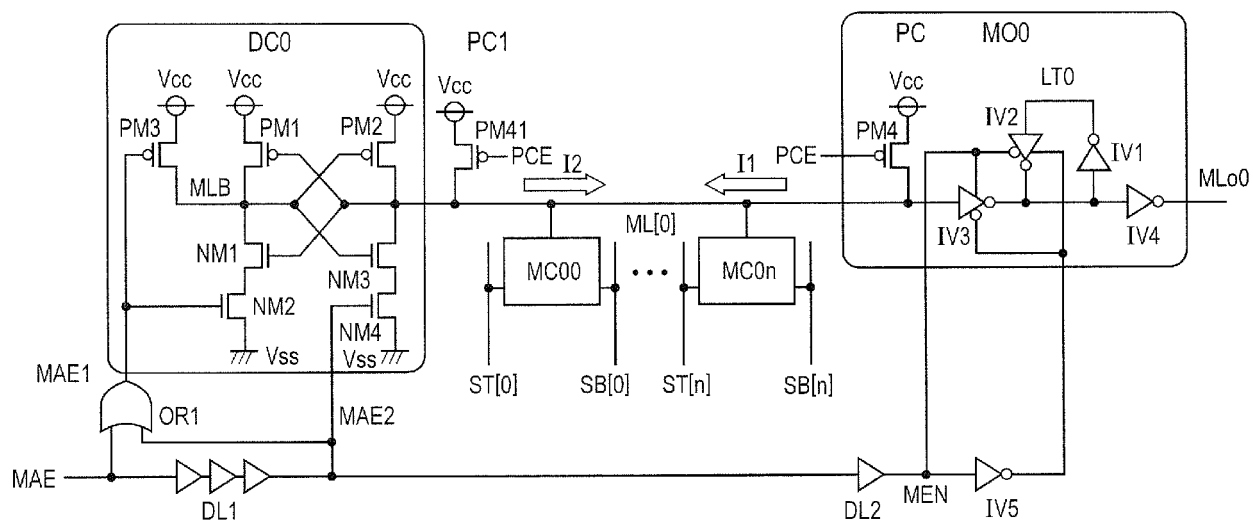 DC0 PC1 PC MO0
Vcc Vcc Vcc Vcc Vcc LT0
PM3 PM1 PM2 PM41 PCE PM4 IV2 IV1
PCE
MLB I2 I1 MLo0
ML[0] IV3 IV4
NM1 NM3 MC00 MC0n
NM2 NM4
Vss Vss
MAE1 ST[0] SB[0] ST[n] SB[n]
OR1 MAE2
MAE DL1 DL2 MEN IV5